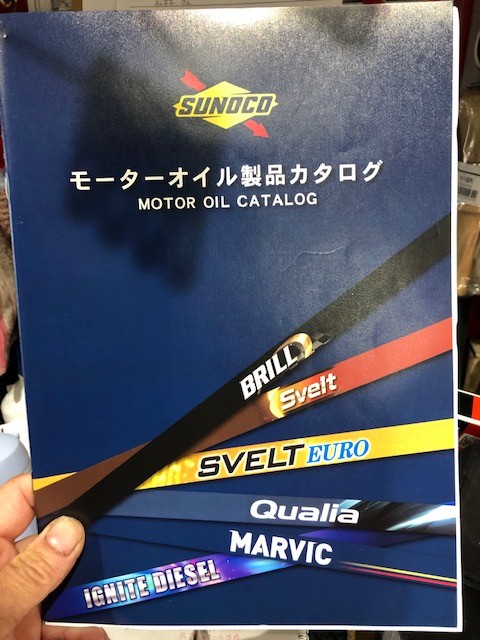 SUNOCO
モーターオイル製品カタログ
MOTOR OIL CATALOG
BRILL
Svelt
SVELT EURO
Qualia
MARVIC
IGNITE DIESEL